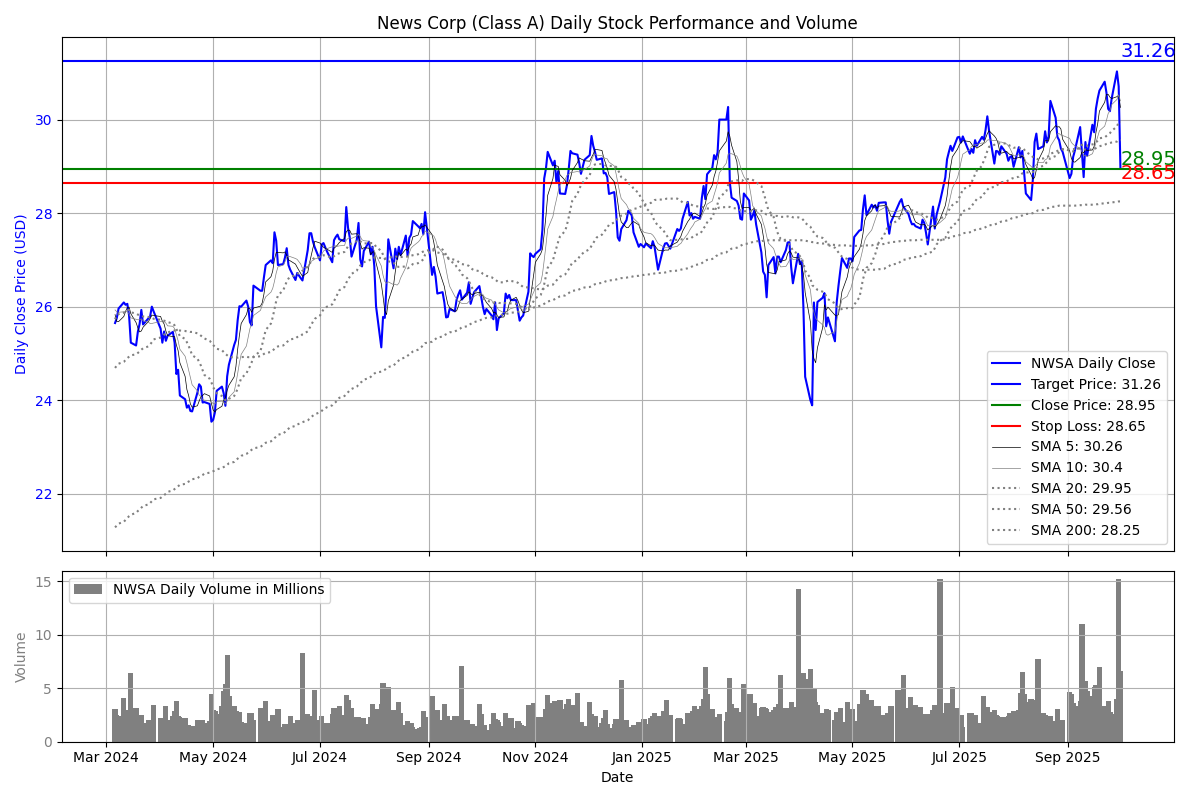 News Corp (Class A) Daily Stock Performance and Volume
31.26
28.95
28.65
30
28
26
24
22
Daily Close Price (USD)
NWSA Daily Close
Target Price: 31.26
Close Price: 28.95
Stop Loss: 28.65
SMA 5: 30.26
SMA 10: 30.4
SMA 20: 29.95
SMA 50: 29.56
SMA 200: 28.25
NWSA Daily Volume in Millions
15
10
5
0
Volume
Mar 2024
May 2024
Jul 2024
Sep 2024
Nov 2024
Jan 2025
Mar 2025
May 2025
Jul 2025
Sep 2025
Date